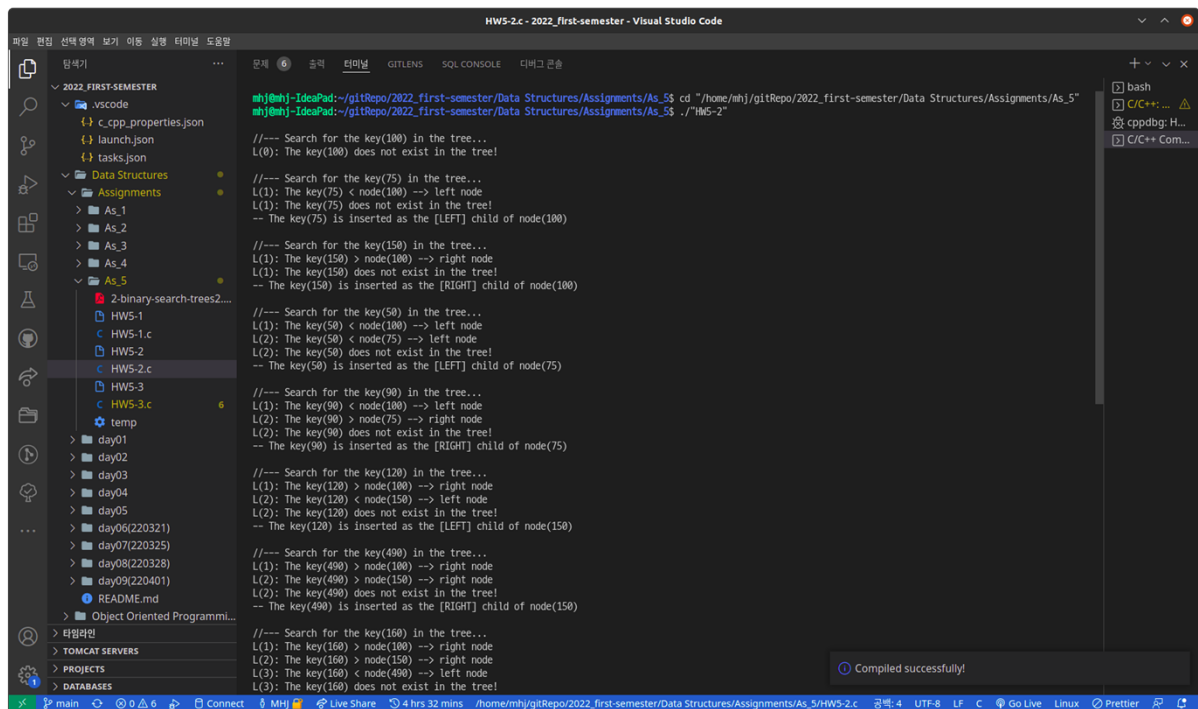 HW5-2.c - 2022_first-semester - Visual Studio Code
파일 편집 선택 영역 보기 이동 실행 터미널 도움말
탐색기
2022_FIRST-SEMESTER
.vscode
{..} c_cpp_properties.json
{..} launch.json
{..} tasks.json
Data Structures
Assignments
As_1
As_2
As_3
As_4
As_5
2-binary-search-trees2....
HW5-1
C HW5-1.c
HW5-2
C HW5-2.c
HW5-3
C HW5-3.c 6
temp
day01
day02
day03
day04
day05
day06(220321)
day07(220325)
day08(220328)
day09(220401)
README.md
Object Oriented Programmi...
타임라인
TOMCAT SERVERS
PROJECTS
DATABASES
문제 6 출력 터미널 GITLENS SQL CONSOLE 디버그 콘솔
mhj@mhj-IdeaPad:~/gitRepo/2022_first-semester/Data Structures/Assignments/As_5$ cd "/home/mhj/gitRepo/2022_first-semester/Data Structures/Assignments/As_5"
mhj@mhj-IdeaPad:~/gitRepo/2022_first-semester/Data Structures/Assignments/As_5$ ./"HW5-2"
//--- Search for the key(100) in the tree...
L(0): The key(100) does not exist in the tree!
//--- Search for the key(75) in the tree...
L(1): The key(75) < node(100) --> left node
L(1): The key(75) does not exist in the tree!
-- The key(75) is inserted as the [LEFT] child of node(100)
//--- Search for the key(150) in the tree...
L(1): The key(150) > node(100) --> right node
L(1): The key(150) does not exist in the tree!
-- The key(150) is inserted as the [RIGHT] child of node(100)
//--- Search for the key(50) in the tree...
L(1): The key(50) < node(100) --> left node
L(2): The key(50) < node(75) --> left node
L(2): The key(50) does not exist in the tree!
-- The key(50) is inserted as the [LEFT] child of node(75)
//--- Search for the key(90) in the tree...
L(1): The key(90) < node(100) --> left node
L(2): The key(90) > node(75) --> right node
L(2): The key(90) does not exist in the tree!
-- The key(90) is inserted as the [RIGHT] child of node(75)
//--- Search for the key(120) in the tree...
L(1): The key(120) > node(100) --> right node
L(2): The key(120) < node(150) --> left node
L(2): The key(120) does not exist in the tree!
-- The key(120) is inserted as the [LEFT] child of node(150)
//--- Search for the key(490) in the tree...
L(1): The key(490) > node(100) --> right node
L(2): The key(490) > node(150) --> right node
L(2): The key(490) does not exist in the tree!
-- The key(490) is inserted as the [RIGHT] child of node(150)
//--- Search for the key(160) in the tree...
L(1): The key(160) > node(100) --> right node
L(2): The key(160) > node(150) --> right node
L(3): The key(160) < node(490) --> left node
L(3): The key(160) does not exist in the tree!
bash
C/C++: ...
cppdbg: H...
C/C++ Com...
Compiled successfully!
1
main 0 6 Connect MHJ Live Share 4 hrs 32 mins /home/mhj/gitRepo/2022_first-semester/Data Structures/Assignments/As_5/HW5-2.c 공백: 4 UTF-8 LF C Go Live Linux Prettier